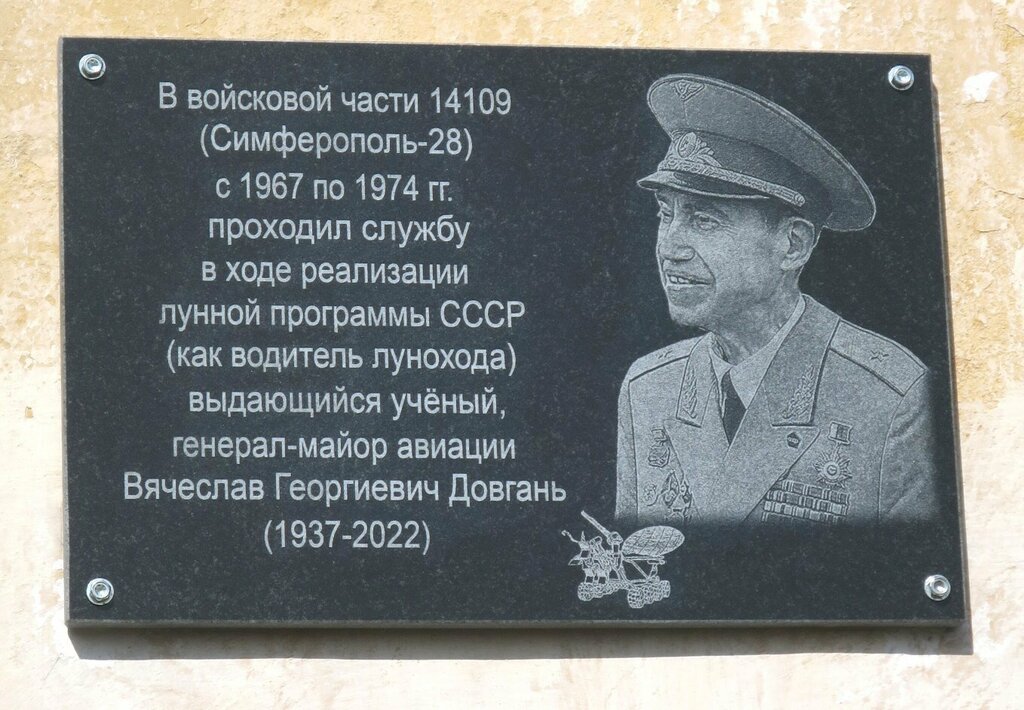 В войсковой части 14109
(Симферополь-28)
с 1967 по 1974 гг.
проходил службу
в ходе реализации
лунной программы СССР
(как водитель лунохода)
выдающийся учёный,
генерал-майор авиации
Вячеслав Георгиевич Довгань
(1937-2022)